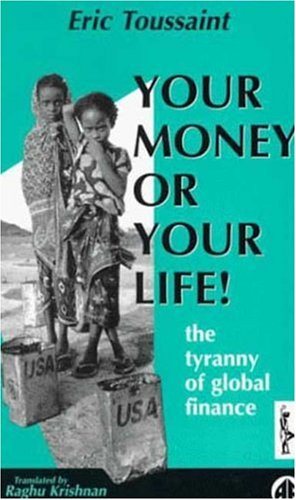 Eric Toussaint
YOUR
MONEY
OR
YOUR
LIFE!
the
tyranny
of global
finance
USA
USA
Translated by
Raghu Krishnan